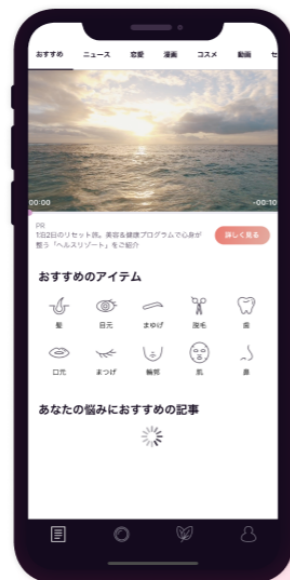 おすすめ ニュース 恋愛 漫画 コスメ 動画 セ
00:00 -00:10
PR
1泊2日のリセット旅。美容&健康プログラムで心身が
整う「ヘルスリゾート」をご紹介
詳しく見る
おすすめのアイテム
髪 目元 まゆげ 脱毛 歯
口元 まつげ 輪郭 肌 鼻
あなたの悩みにおすすめの記事